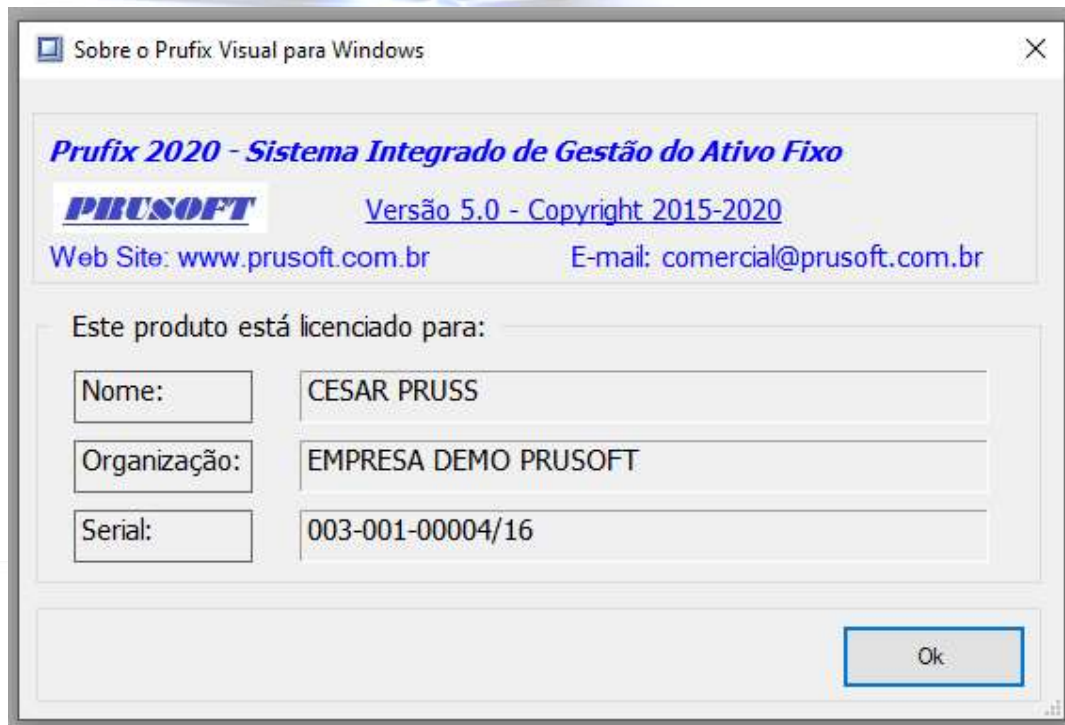 Sobre o Prufix Visual para Windows
Prufix 2020 - Sistema Integrado de Gestão do Ativo Fixo
PRUSOFT Versão 5.0 - Copyright 2015-2020
Web Site: www.prusoft.com.br E-mail: comercial@prusoft.com.br
Este produto está licenciado para:
Nome: CESAR PRUSS
Organização: EMPRESA DEMO PRUSOFT
Serial: 003-001-00004/16
Ok